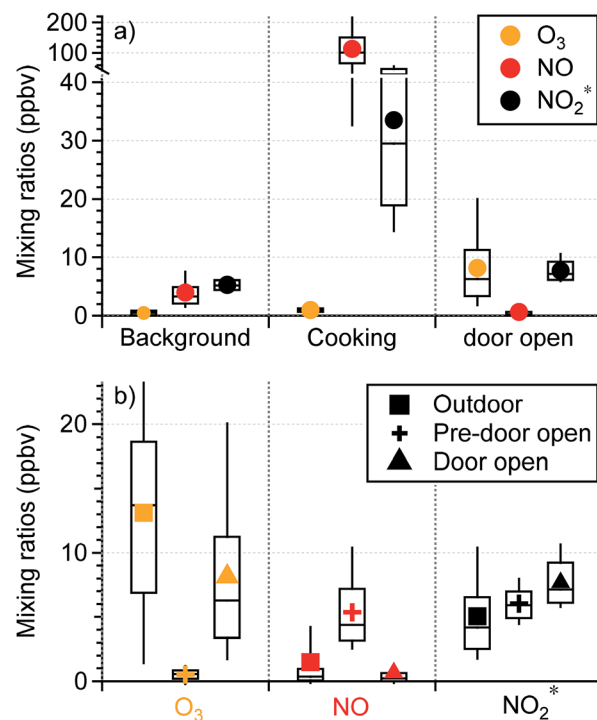 a)
O₃
NO
NO₂*
Mixing ratios (ppbv)
200
100
40
30
20
10
0
Background
Cooking
door open
b)
Outdoor
Pre-door open
Door open
Mixing ratios (ppbv)
20
10
0
O₃
NO
NO₂*